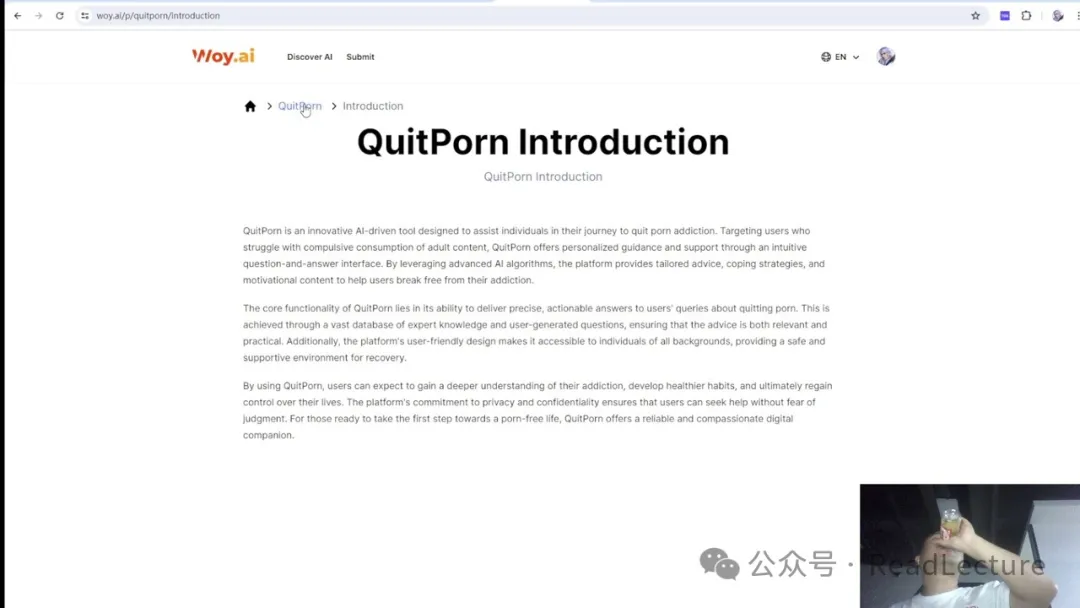 woy.ai/p/quitporn/introduction
Woy.ai Discover AI Submit EN
QuitPorn > Introduction
QuitPorn Introduction
QuitPorn Introduction
QuitPorn is an innovative AI-driven tool designed to assist individuals in their journey to quit porn addiction. Targeting users who
struggle with compulsive consumption of adult content, QuitPorn offers personalized guidance and support through an intuitive
question-and-answer interface. By leveraging advanced AI algorithms, the platform provides tailored advice, coping strategies, and
motivational content to help users break free from their addiction.
The core functionality of QuitPorn lies in its ability to deliver precise, actionable answers to users' queries about quitting porn. This is
achieved through a vast database of expert knowledge and user-generated questions, ensuring that the advice is both relevant and
practical. Additionally, the platform's user-friendly design makes it accessible to individuals of all backgrounds, providing a safe and
supportive environment for recovery.
By using QuitPorn, users can expect to gain a deeper understanding of their addiction, develop healthier habits, and ultimately regain
control over their lives. The platform's commitment to privacy and confidentiality ensures that users can seek help without fear of
judgment. For those ready to take the first step towards a porn-free life, QuitPorn offers a reliable and compassionate digital
companion.
公众号 · ReadLecture